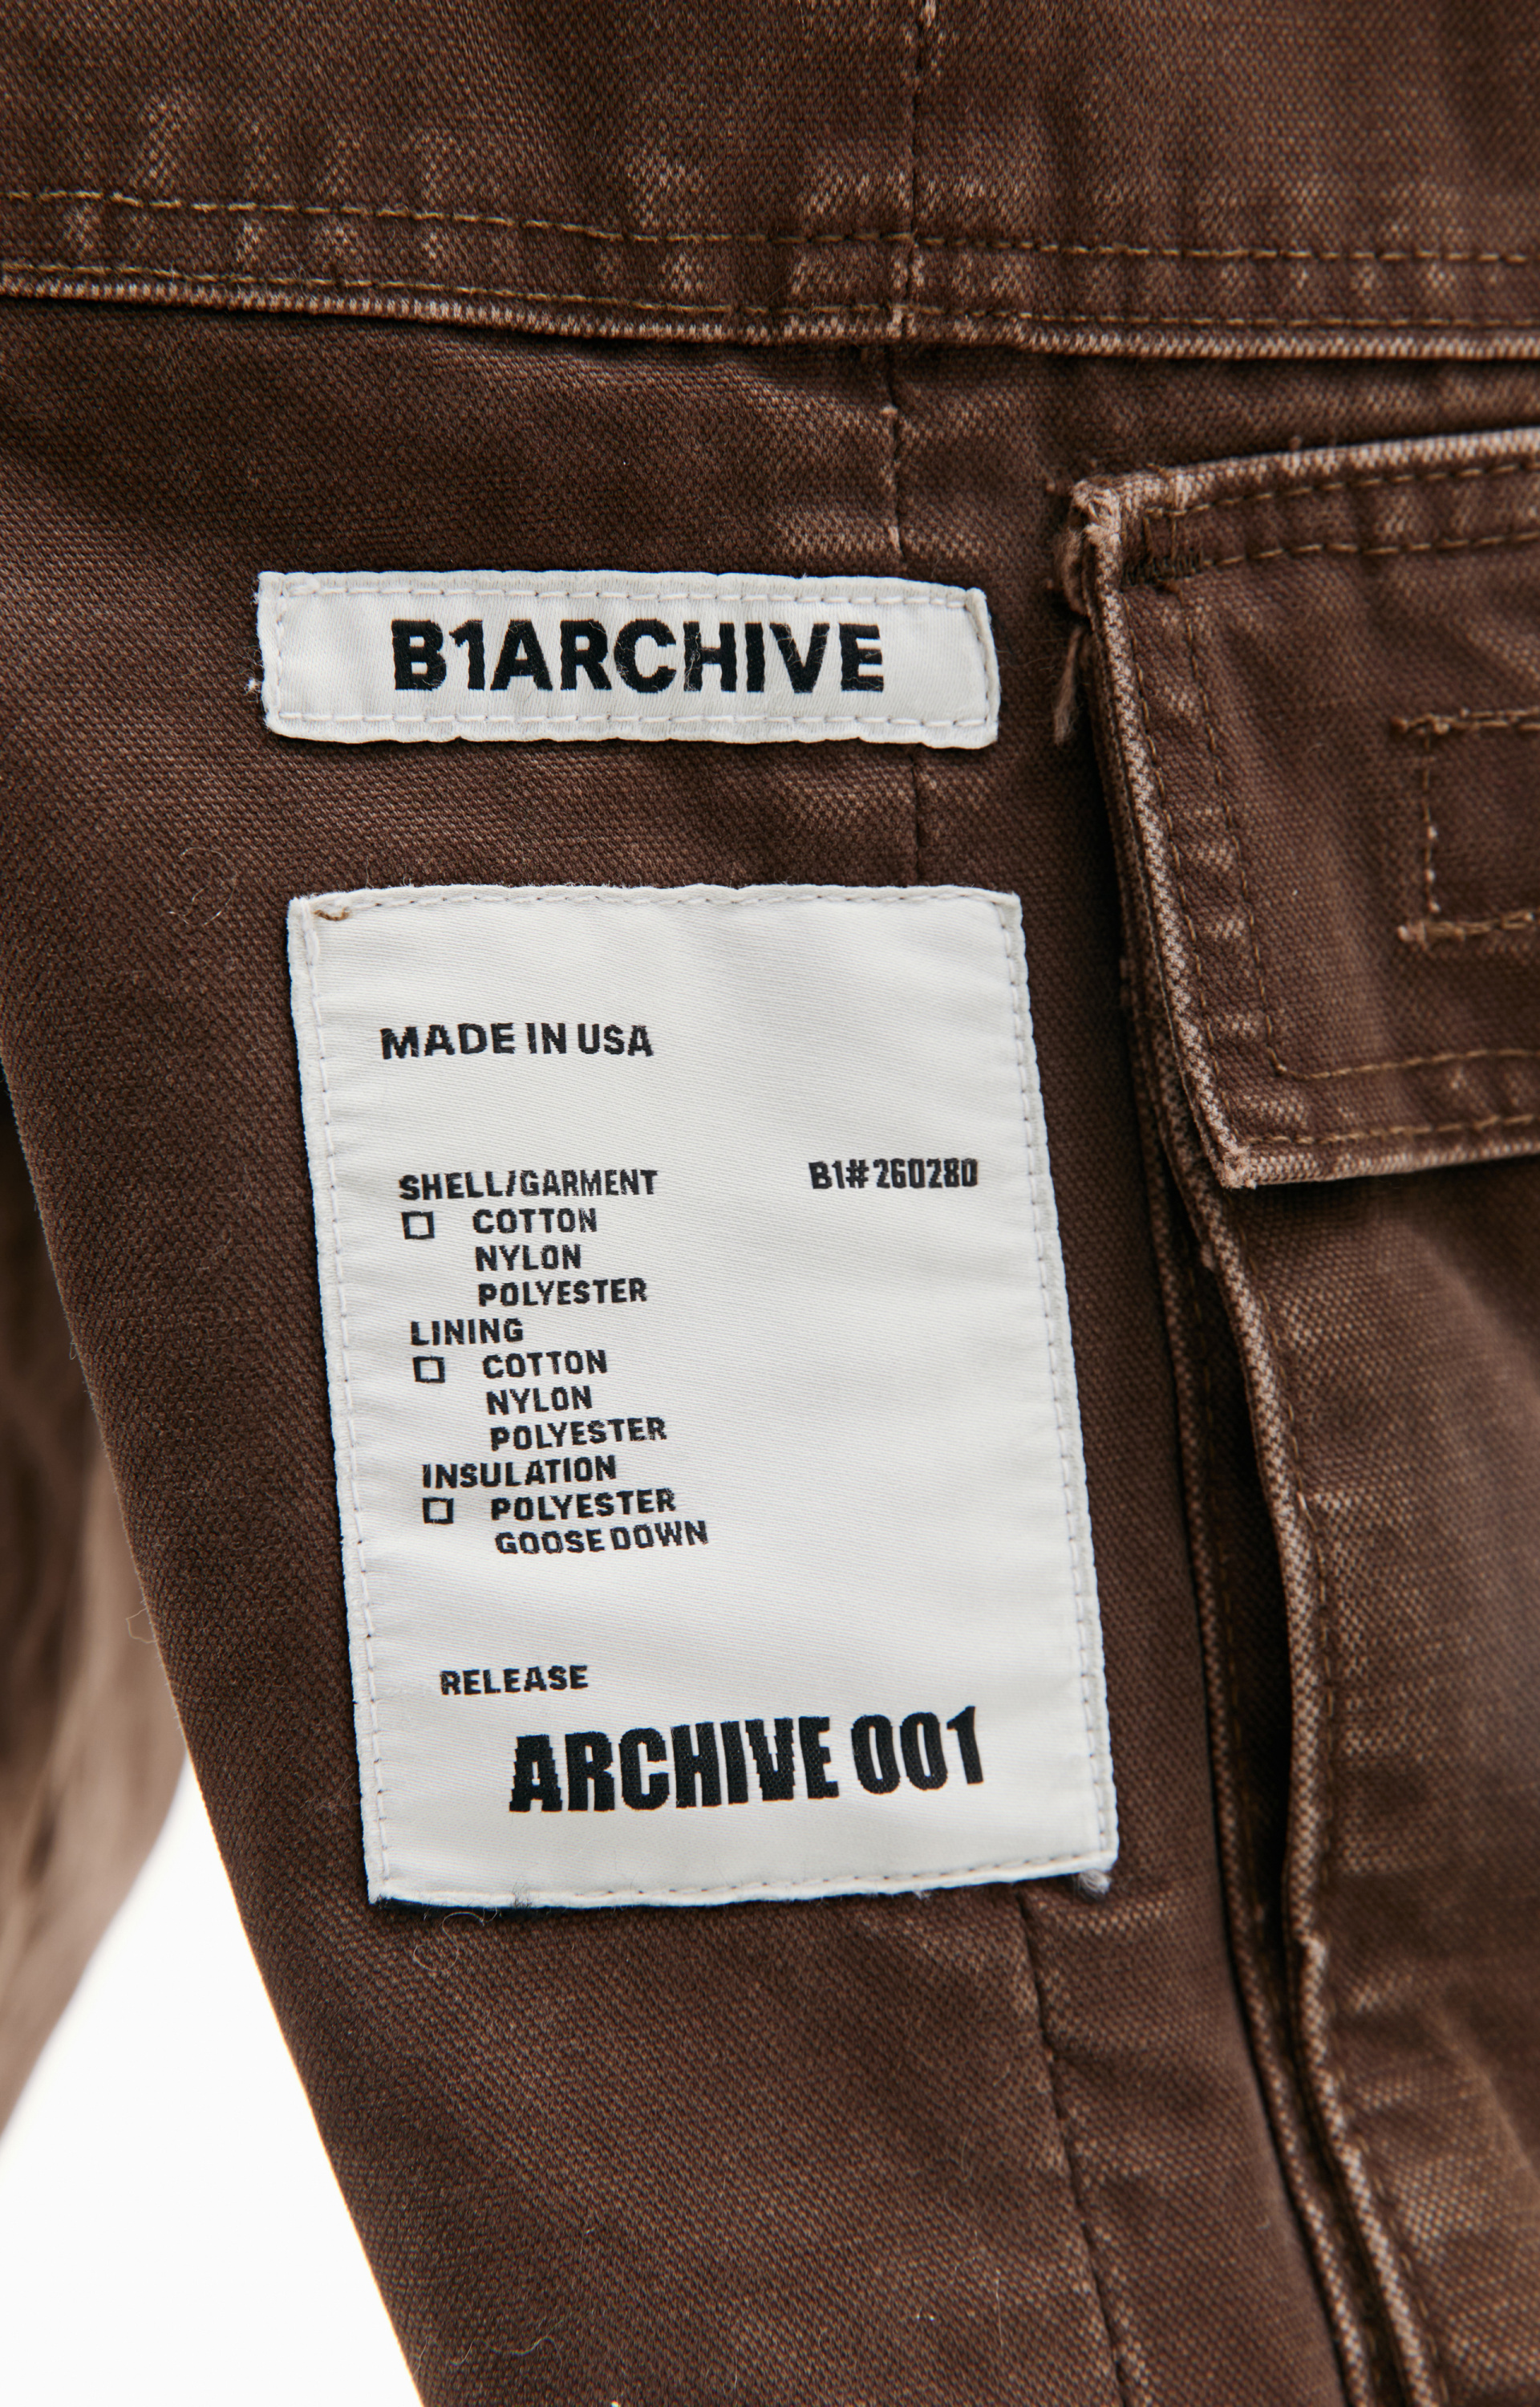 B1ARCHIVE
MADE IN USA
SHELL/GARMENT B1#260280
☐ COTTON
NYLON
POLYESTER
LINING
☐ COTTON
NYLON
POLYESTER
INSULATION
☐ POLYESTER
GOOSE DOWN
RELEASE
ARCHIVE 001